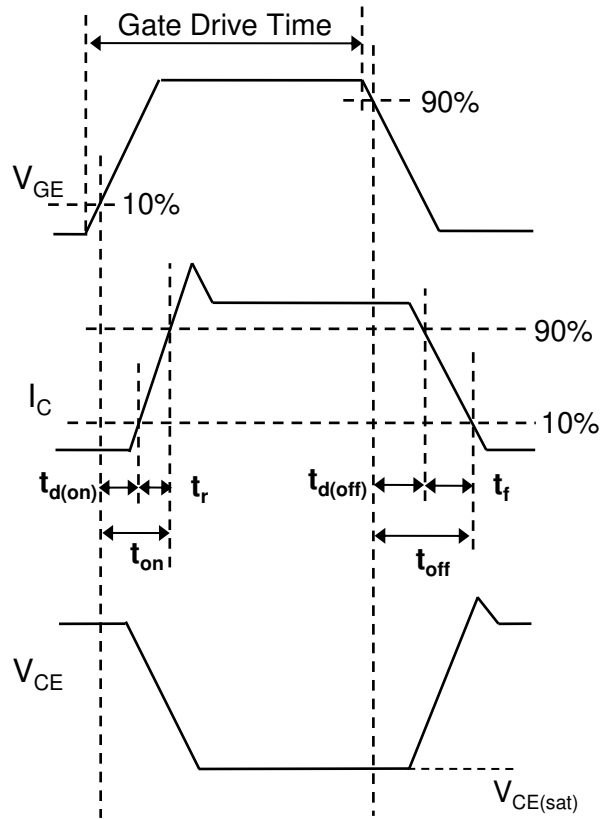 Gate Drive Time
90%
V_GE
10%
90%
I_C
10%
t_d(on)
t_r
t_d(off)
t_f
t_on
t_off
V_CE
V_CE(sat)